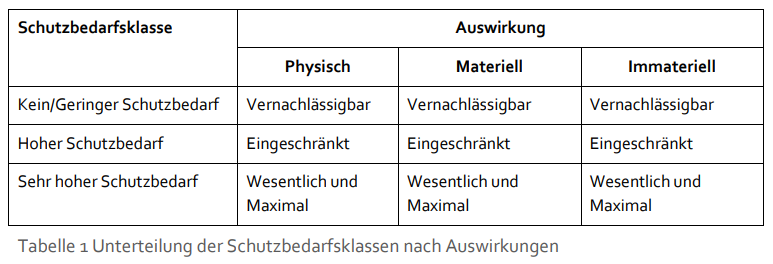 Schutzbedarfsklasse Auswirkung
Physisch Materiell Immateriell
Kein/Geringer Schutzbedarf Vernachlässigbar Vernachlässigbar Vernachlässigbar
Hoher Schutzbedarf Eingeschränkt Eingeschränkt Eingeschränkt
Sehr hoher Schutzbedarf Wesentlich und Wesentlich und Wesentlich und
Maximal Maximal Maximal
Tabelle 1 Unterteilung der Schutzbedarfsklassen nach Auswirkungen